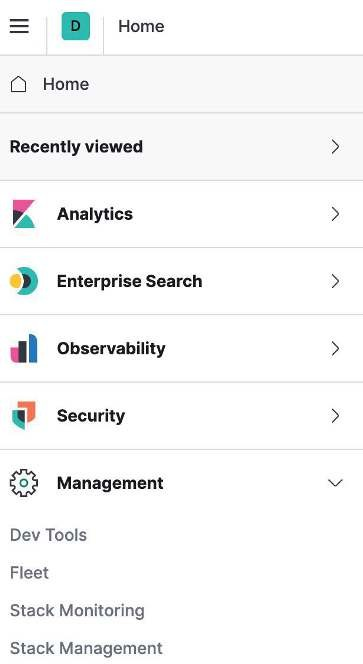 D Home
Home
Recently viewed
Analytics
Enterprise Search
Observability
Security
Management
Dev Tools
Fleet
Stack Monitoring
Stack Management